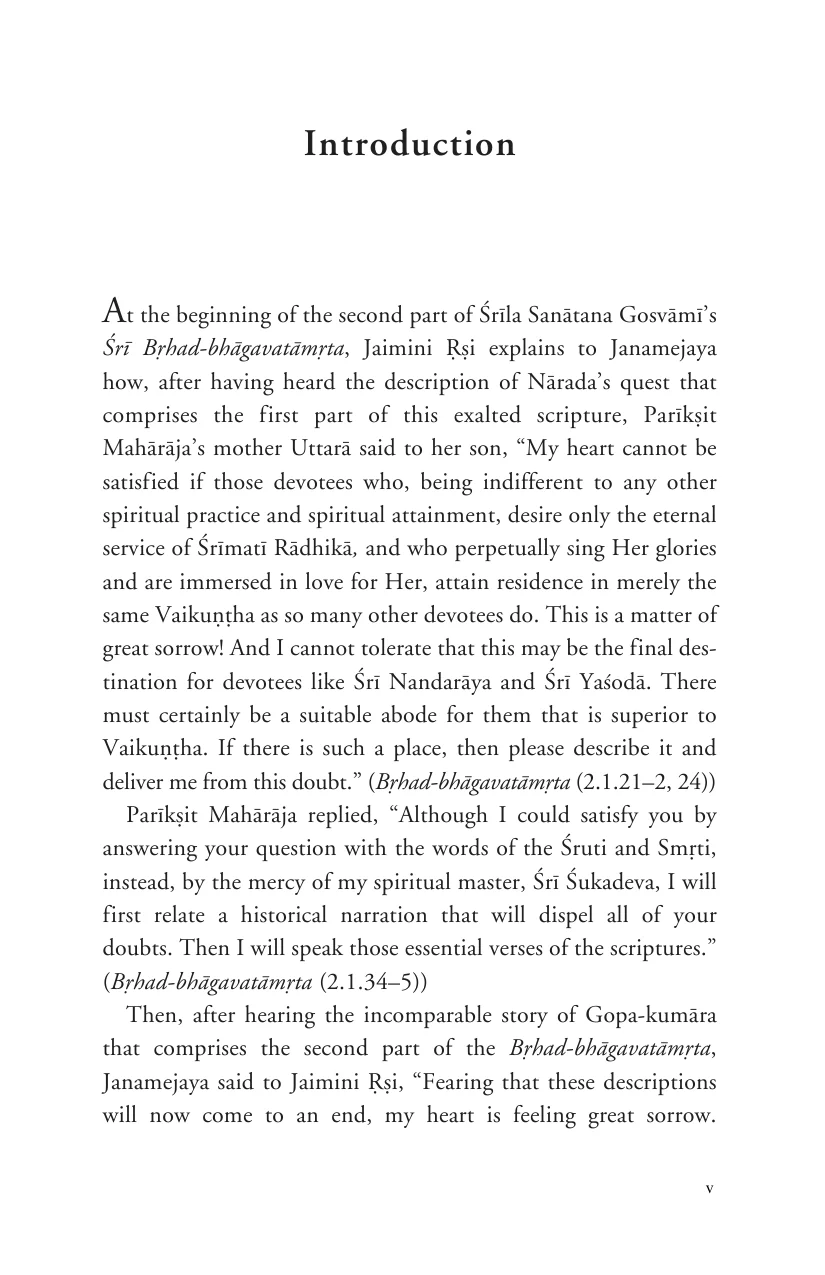 Introduction
At the beginning of the second part of Śrīla Sanātana Gosvāmī’s
Śrī Bṛhad-bhāgavatāmṛta, Jaimini Ṛṣi explains to Janamejaya
how, after having heard the description of Nārada’s quest that
comprises the first part of this exalted scripture, Parīkṣit
Mahārāja’s mother Uttarā said to her son, “My heart cannot be
satisfied if those devotees who, being indifferent to any other
spiritual practice and spiritual attainment, desire only the eternal
service of Śrīmatī Rādhikā, and who perpetually sing Her glories
and are immersed in love for Her, attain residence in merely the
same Vaikuṇṭha as so many other devotees do. This is a matter of
great sorrow! And I cannot tolerate that this may be the final des-
tination for devotees like Śrī Nandarāya and Śrī Yaśodā. There
must certainly be a suitable abode for them that is superior to
Vaikuṇṭha. If there is such a place, then please describe it and
deliver me from this doubt.” (Bṛhad-bhāgavatāmṛta (2.1.21–2, 24))
Parīkṣit Mahārāja replied, “Although I could satisfy you by
answering your question with the words of the Śruti and Smṛti,
instead, by the mercy of my spiritual master, Śrī Śukadeva, I will
first relate a historical narration that will dispel all of your
doubts. Then I will speak those essential verses of the scriptures.”
(Bṛhad-bhāgavatāmṛta (2.1.34–5))
Then, after hearing the incomparable story of Gopa-kumāra
that comprises the second part of the Bṛhad-bhāgavatāmṛta,
Janamejaya said to Jaimini Ṛṣi, “Fearing that these descriptions
will now come to an end, my heart is feeling great sorrow.
v